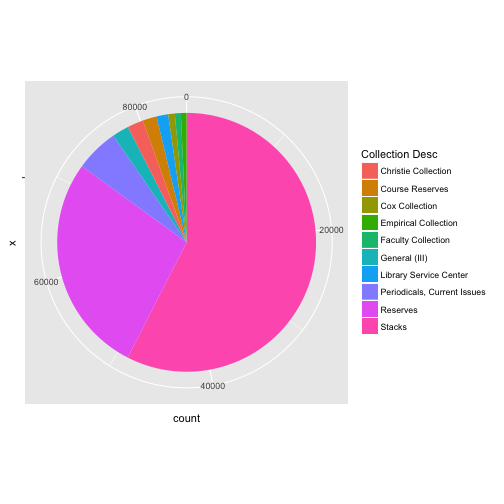 0
80000
20000
60000
40000
x
count
Collection Desc
Christie Collection
Course Reserves
Cox Collection
Empirical Collection
Faculty Collection
General (III)
Library Service Center
Periodicals, Current Issues
Reserves
Stacks